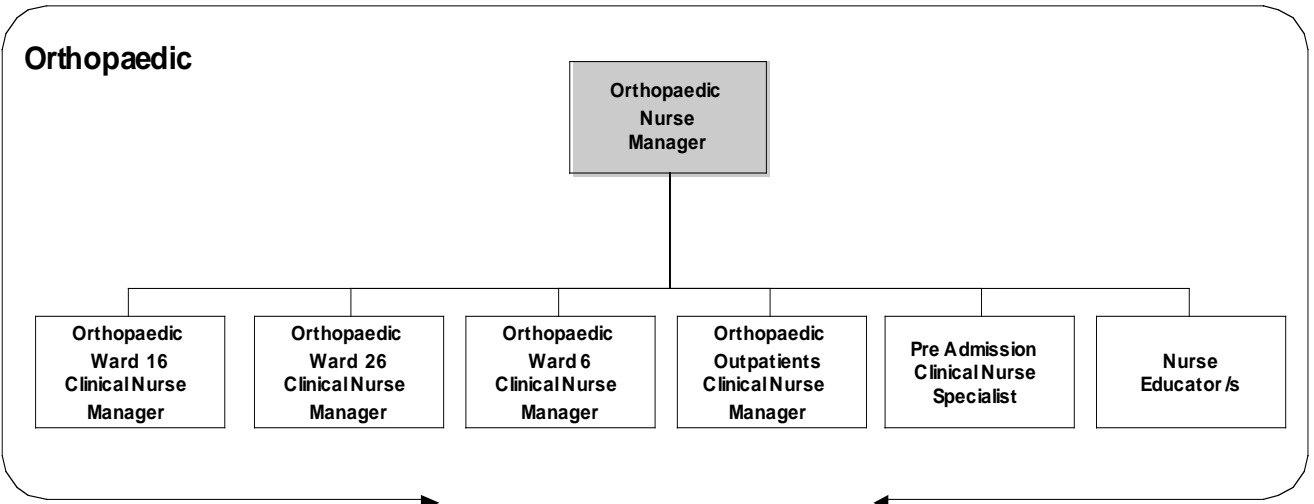 Orthopaedic
Orthopaedic
Nurse
Manager
Orthopaedic
Ward 16
Clinical Nurse
Manager
Orthopaedic
Ward 26
Clinical Nurse
Manager
Orthopaedic
Ward 6
Clinical Nurse
Manager
Orthopaedic
Outpatients
Clinical Nurse
Manager
Pre Admission
Clinical Nurse
Specialist
Nurse
Educator/s